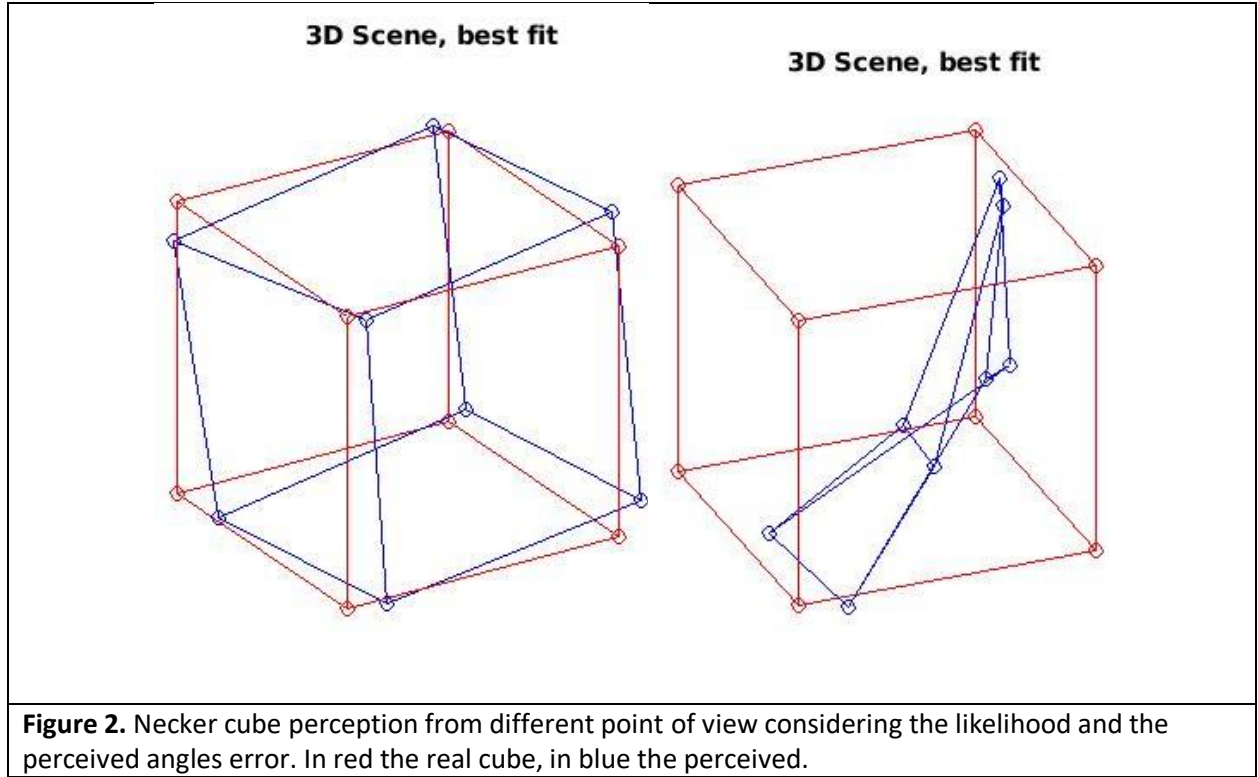 3D Scene, best fit
3D Scene, best fit
Figure 2. Necker cube perception from different point of view considering the likelihood and the
perceived angles error. In red the real cube, in blue the perceived.